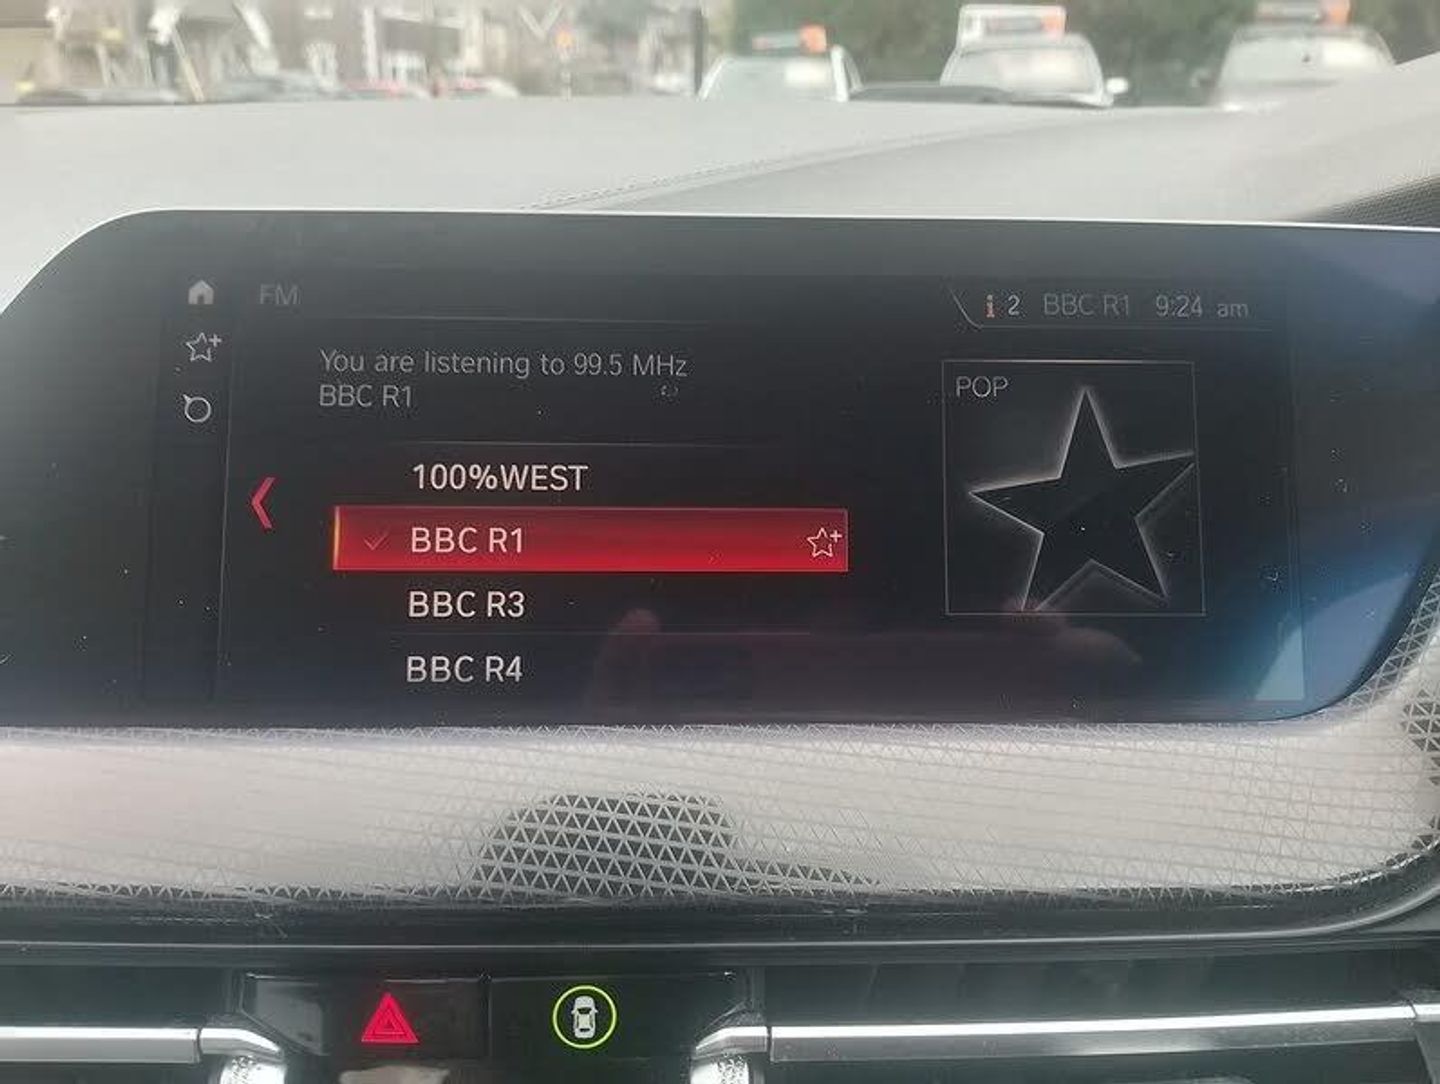 FM
2 BBC R1 9:24 am
You are listening to 99.5 MHz
BBC R1
POP
100%WEST
BBC R1
BBC R3
BBC R4